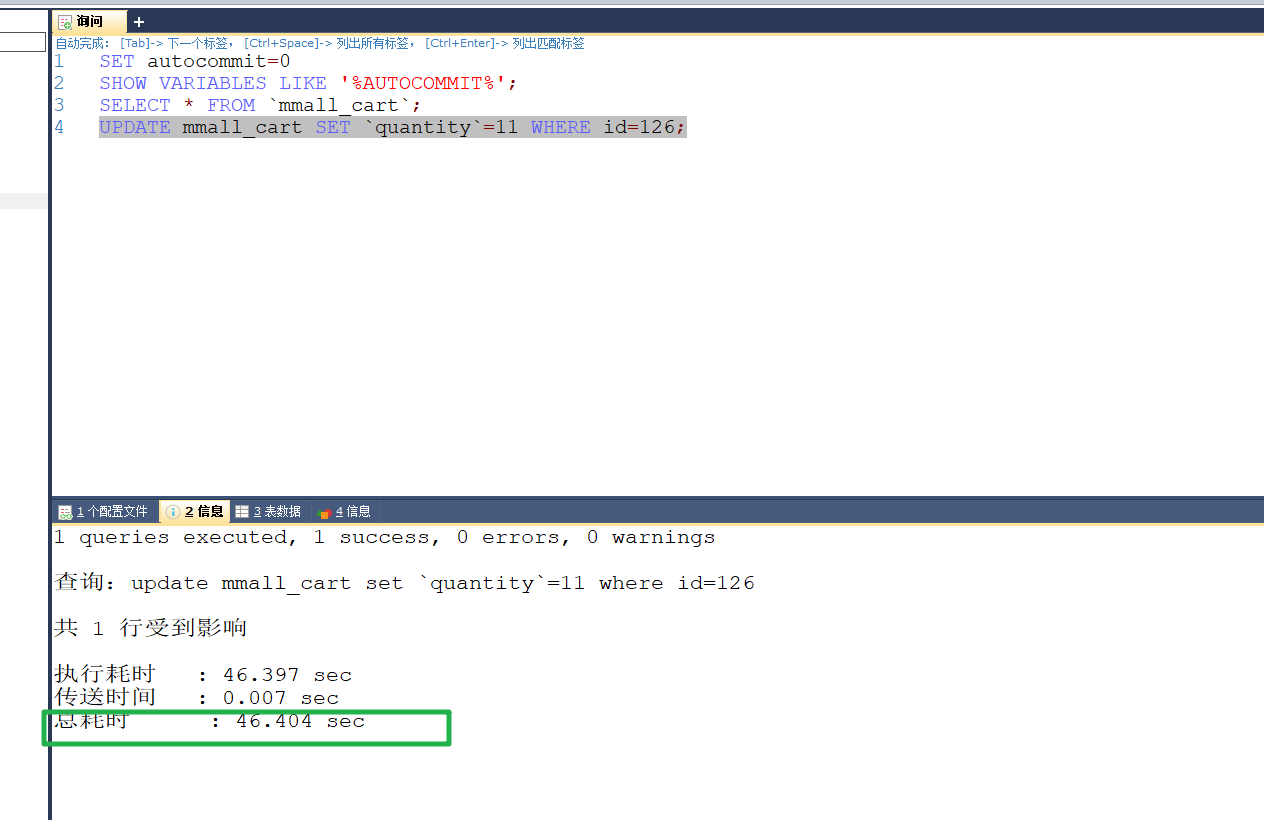 询问
自动完成: [Tab]-> 下一个标签, [Ctrl+Space]-> 列出所有标签, [Ctrl+Enter]-> 列出匹配标签
1 SET autocommit=0
2 SHOW VARIABLES LIKE '%AUTOCOMMIT%';
3 SELECT * FROM `mmall_cart`;
4 UPDATE mmall_cart SET `quantity`=11 WHERE id=126;
1 个配置文件 2 信息 3 表数据 4 信息
1 queries executed, 1 success, 0 errors, 0 warnings
查询: update mmall_cart set `quantity`=11 where id=126
共 1 行受到影响
执行耗时 : 46.397 sec
传送时间 : 0.007 sec
总耗时 : 46.404 sec